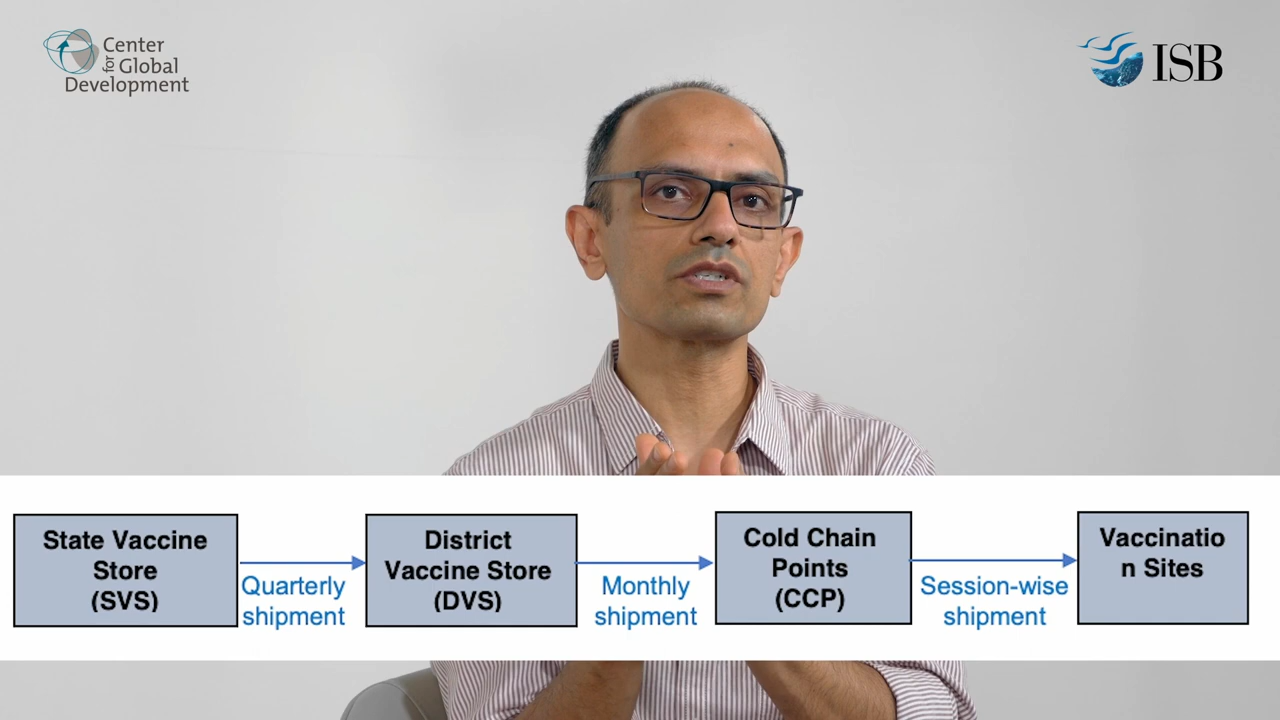 Center
for Global
Development
ISB
State Vaccine
Store
(SVS)
Quarterly
shipment
District
Vaccine Store
(DVS)
Monthly
shipment
Cold Chain
Points
(CCP)
Session-wise
shipment
Vaccinatio
n Sites